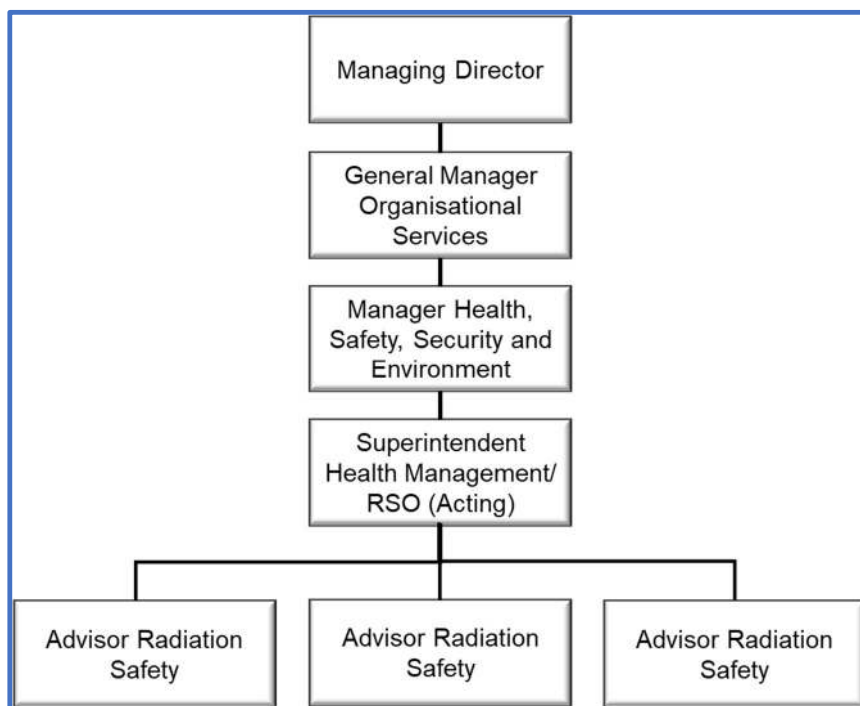 Managing Director
General Manager
Organisational
Services
Manager Health,
Safety, Security and
Environment
Superintendent
Health Management/
RSO (Acting)
Advisor Radiation
Safety
Advisor Radiation
Safety
Advisor Radiation
Safety